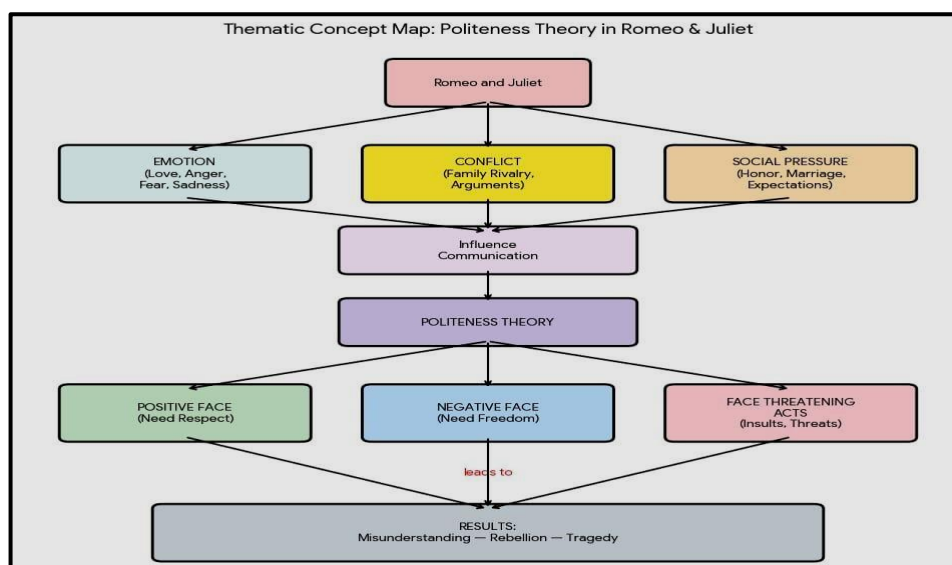 Thematic Concept Map: Politeness Theory in Romeo & Juliet
Romeo and Juliet
EMOTION
(Love, Anger,
Fear, Sadness)
CONFLICT
(Family Rivalry,
Arguments)
SOCIAL PRESSURE
(Honor, Marriage,
Expectations)
Influence
Communication
POLITENESS THEORY
POSITIVE FACE
(Need Respect)
NEGATIVE FACE
(Need Freedom)
FACE THREATENING
ACTS
(Insults, Threats)
leads to
RESULTS:
Misunderstanding — Rebellion — Tragedy